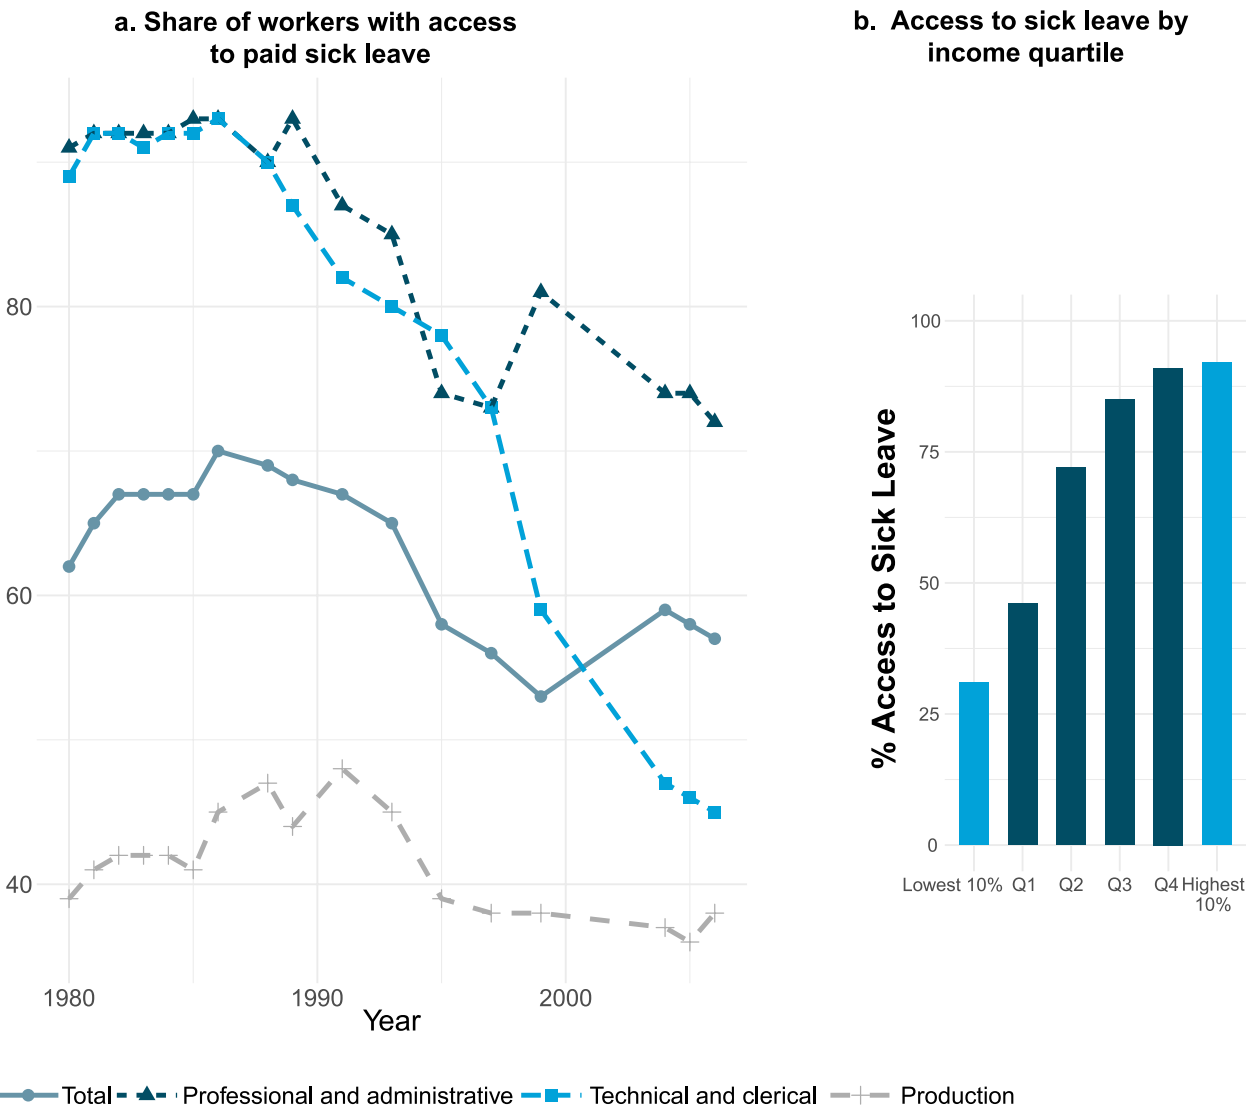 a. Share of workers with access
to paid sick leave
b. Access to sick leave by
income quartile
80
60
40
1980 1990 2000
Year
% Access to Sick Leave
100
75
50
25
0
Lowest 10% Q1 Q2 Q3 Q4 Highest
10%
Total Professional and administrative Technical and clerical Production